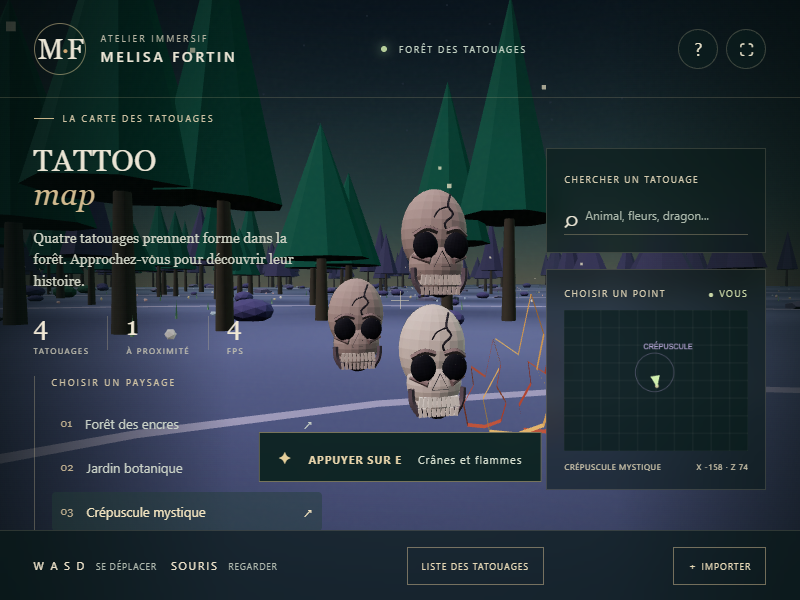 M·F
ATELIER IMMERSIF
MELISA FORTIN
FORÊT DES TATOUAGES
?
LA CARTE DES TATOUAGES
TATTOO
map
Quatre tatouages prennent forme dans la
forêt. Approchez-vous pour découvrir leur
histoire.
4
TATOUAGES
1
À PROXIMITÉ
4
FPS
CHOISIR UN PAYSAGE
01 Forêt des encres ↗
02 Jardin botanique
03 Crépuscule mystique ↗
✦ APPUYER SUR E Crânes et flammes
CHERCHER UN TATOUAGE
Animal, fleurs, dragon...
CHOISIR UN POINT
VOUS
CRÉPUSCULE
CRÉPUSCULE MYSTIQUE
X -158 · Z 74
W A S D SE DÉPLACER SOURIS REGARDER
LISTE DES TATOUAGES
+ IMPORTER